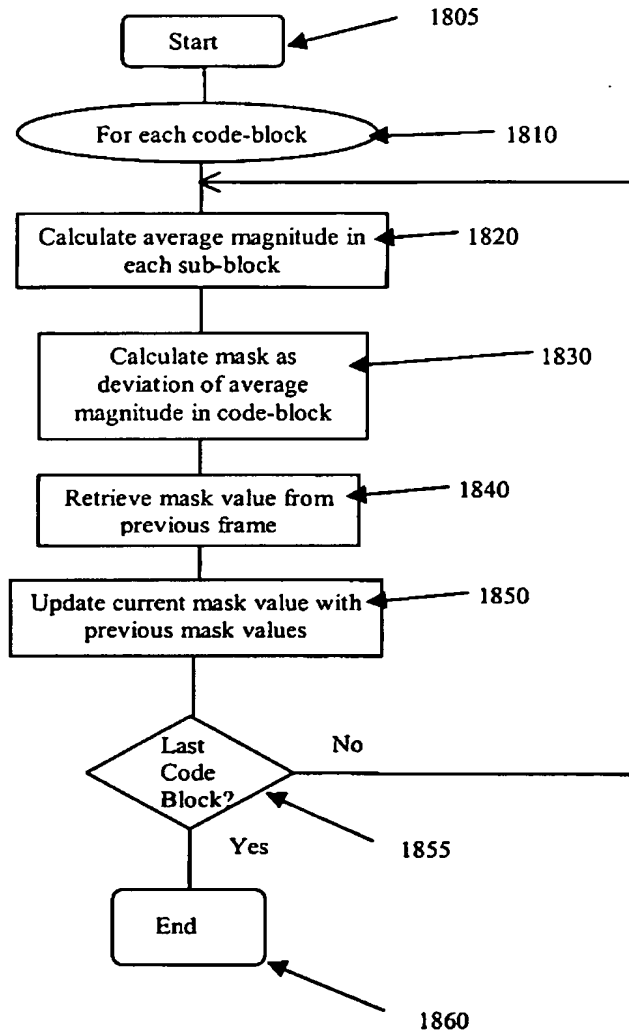 1805
Start
For each code-block
1810
Calculate average magnitude in
each sub-block
1820
Calculate mask as
deviation of average
magnitude in code-block
1830
Retrieve mask value from
previous frame
1840
Update current mask value with
previous mask values
1850
Last
Code
Block?
No
Yes
1855
End
1860